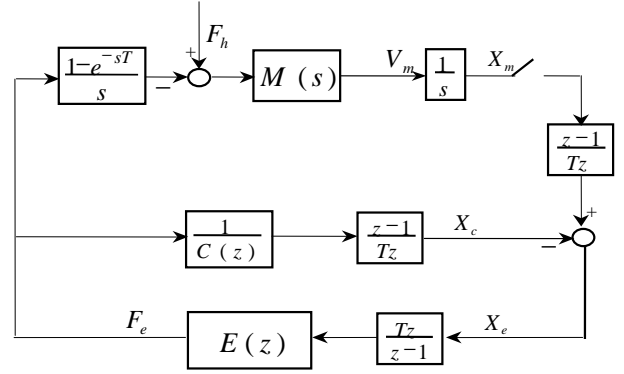 F_h
+
1−e^{−sT}
s
−
M (s)
V_m
1
s
X_m
z−1
Tz
+
1
C (z)
z−1
Tz
X_c
−
F_e
E (z)
Tz
z−1
X_e